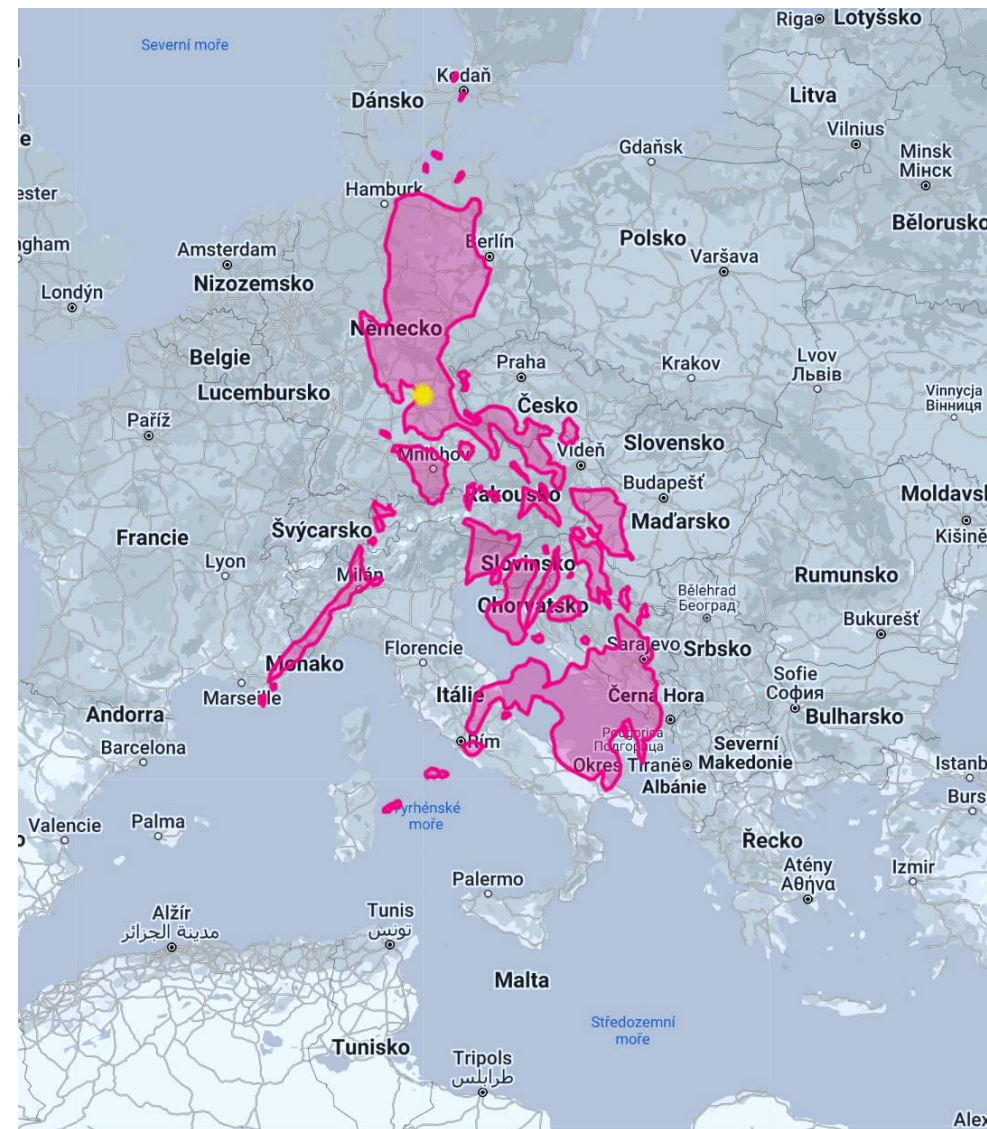 Riga
Lotyšsko
Severní moře
Kodaň
Dánsko
Litva
e
Vilnius
Gdaňsk
Minsk
Мінск
ester
Hamburk
Bělorusko
ngham
Amsterdam
Berlín
Polsko
Varšava
Nizozemsko
Londýn
Německo
Belgie
Praha
Krakov
Lvov
Львів
Lucembursko
Vinnycja
Вінниця
Česko
Paříž
Slovensko
Mnichov
Vídeň
Budapešť
Rakousko
Moldavsk
Maďarsko
Švýcarsko
Francie
Kišině
Lyon
Slovinsko
Milán
Rumunsko
Bělehrad
Београд
Chorvatsko
Bukurešť
Florencie
Sarajevo
Srbsko
Monako
Sofie
София
Marseille
Itálie
Černá Hora
Andorra
Bulharsko
Řím
Podgorica
Подгорица
Severní
Makedonie
Barcelona
Okres Tiranë
Istanb
Albánie
Burs
Tyrhénské
moře
Valencie
Palma
Řecko
Atény
Αθήνα
Izmir
Palermo
Alžír
مدينة الجزائر
Tunis
تونس
Malta
Středozemní
moře
Tunisko
Tripols
طرابلس
Alex